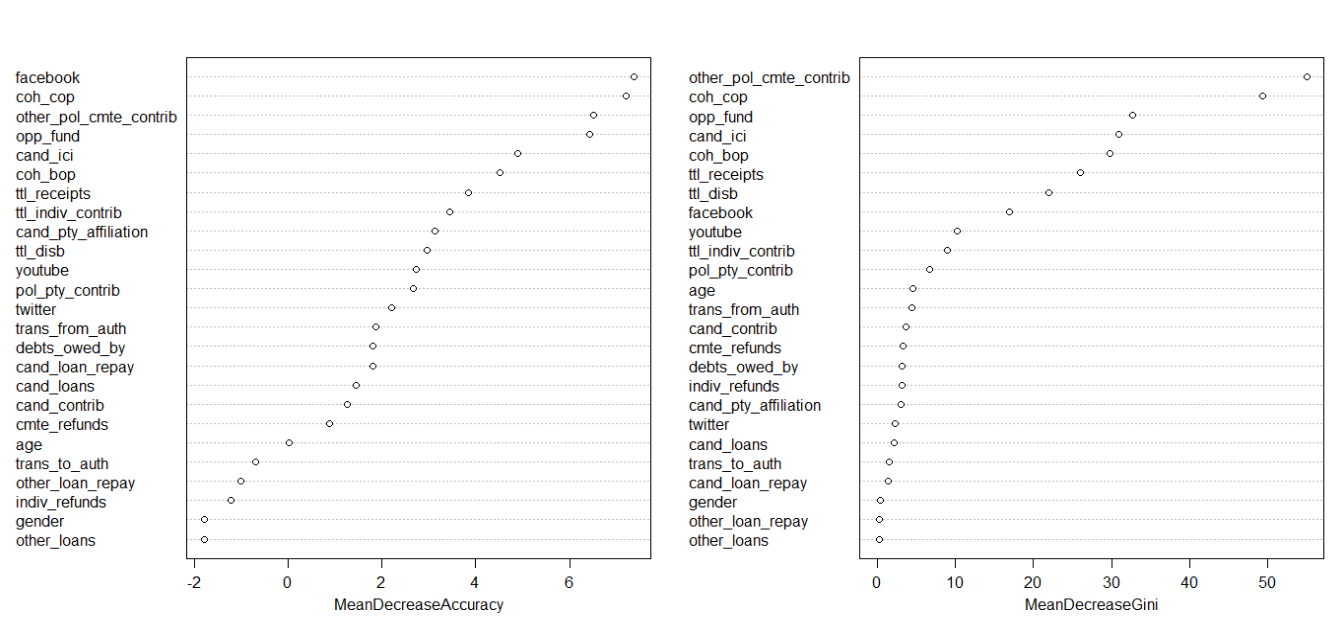 facebook
coh_cop
other_pol_cmte_contrib
opp_fund
cand_ici
coh_bop
ttl_receipts
ttl_indiv_contrib
cand_pty_affiliation
ttl_disb
youtube
pol_pty_contrib
twitter
trans_from_auth
debts_owed_by
cand_loan_repay
cand_loans
cand_contrib
cmte_refunds
age
trans_to_auth
other_loan_repay
indiv_refunds
gender
other_loans
-2 0 2 4 6
MeanDecreaseAccuracy
other_pol_cmte_contrib
coh_cop
opp_fund
cand_ici
coh_bop
ttl_receipts
ttl_disb
facebook
youtube
ttl_indiv_contrib
pol_pty_contrib
age
trans_from_auth
cand_contrib
cmte_refunds
debts_owed_by
indiv_refunds
cand_pty_affiliation
twitter
cand_loans
trans_to_auth
cand_loan_repay
gender
other_loan_repay
other_loans
0 10 20 30 40 50
MeanDecreaseGini